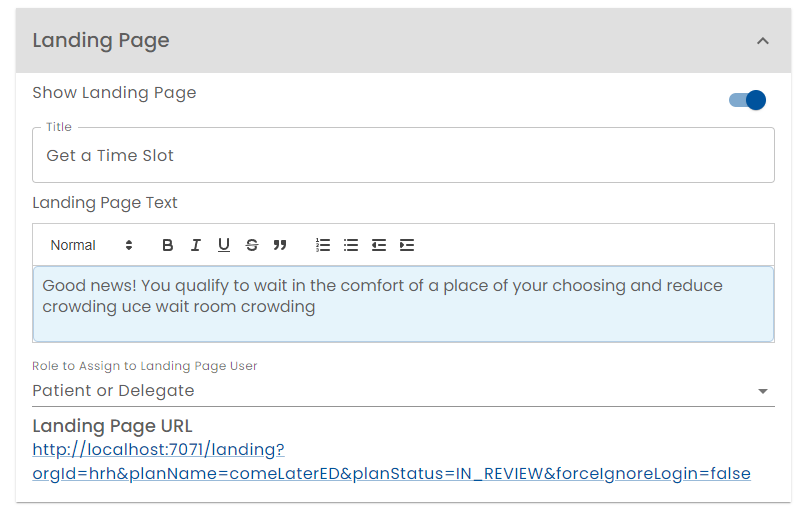 Landing Page
Show Landing Page
Title
Get a Time Slot
Landing Page Text
Normal B I U S
Good news! You qualify to wait in the comfort of a place of your choosing and reduce
crowding uce wait room crowding
Role to Assign to Landing Page User
Patient or Delegate
Landing Page URL
http://localhost:7071/landing?
orgId=hrh&planName=comeLaterED&planStatus=IN_REVIEW&forceIgnoreLogin=false